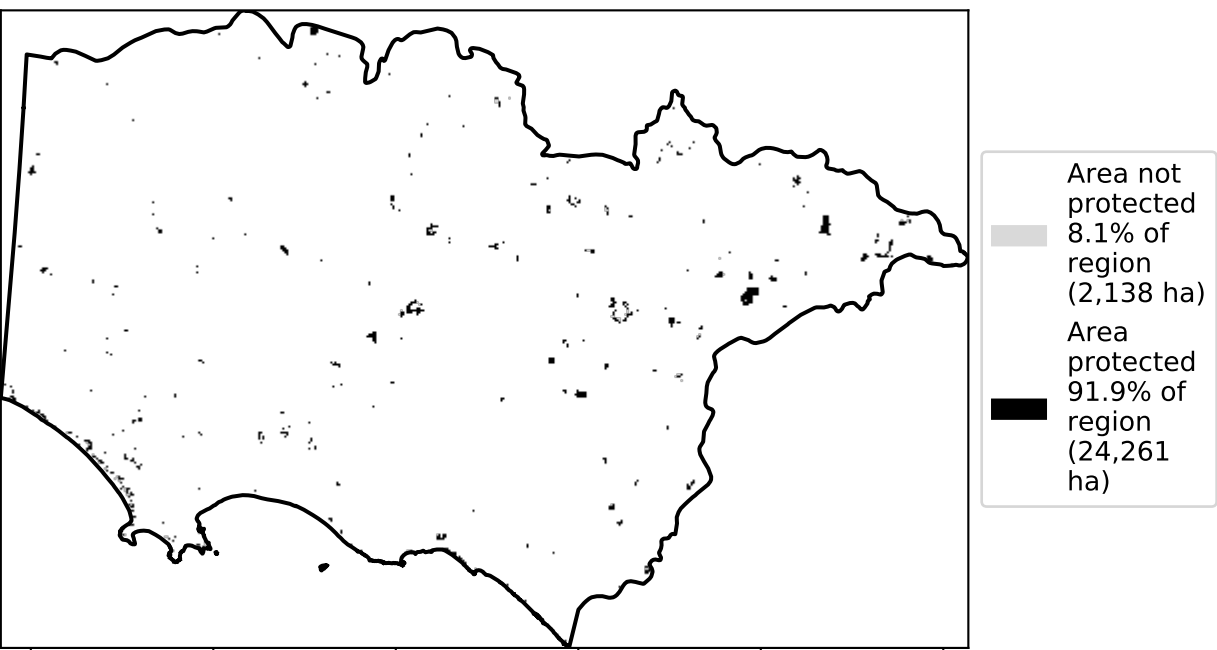 Area not
protected
8.1% of
region
(2,138 ha)
Area
protected
91.9% of
region
(24,261
ha)